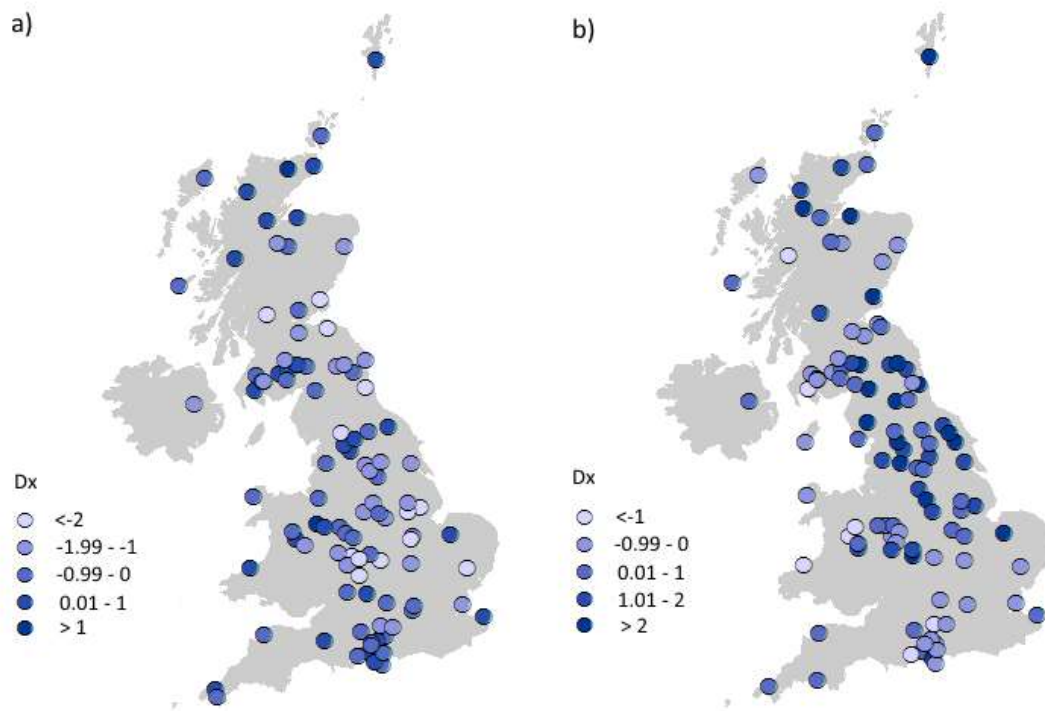 a)
b)
Dx
<-2
-1.99 - -1
-0.99 - 0
0.01 - 1
> 1
Dx
<-1
-0.99 - 0
0.01 - 1
1.01 - 2
> 2